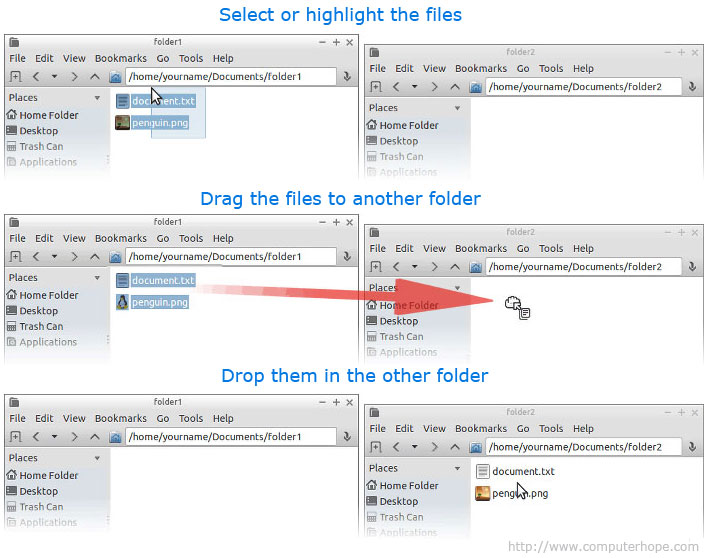 Select or highlight the files
folder1
File Edit View Bookmarks Go Tools Help
/home/yourname/Documents/folder1
Places
Home Folder
Desktop
Trash Can
Applications
document.txt
penguin.png
folder2
File Edit View Bookmarks Go Tools Help
/home/yourname/Documents/folder2
Places
Home Folder
Desktop
Trash Can
Applications
Drag the files to another folder
folder1
File Edit View Bookmarks Go Tools Help
/home/yourname/Documents/folder1
Places
Home Folder
Desktop
Trash Can
Applications
document.txt
penguin.png
folder2
File Edit View Bookmarks Go Tools Help
/home/yourname/Documents/folder2
Places
Home Folder
Desktop
Trash Can
Applications
Drop them in the other folder
folder1
File Edit View Bookmarks Go Tools Help
/home/yourname/Documents/folder1
Places
Home Folder
Desktop
Trash Can
Applications
folder2
File Edit View Bookmarks Go Tools Help
/home/yourname/Documents/folder2
Places
Home Folder
Desktop
Trash Can
Applications
document.txt
penguin.png
http://www.computerhope.com